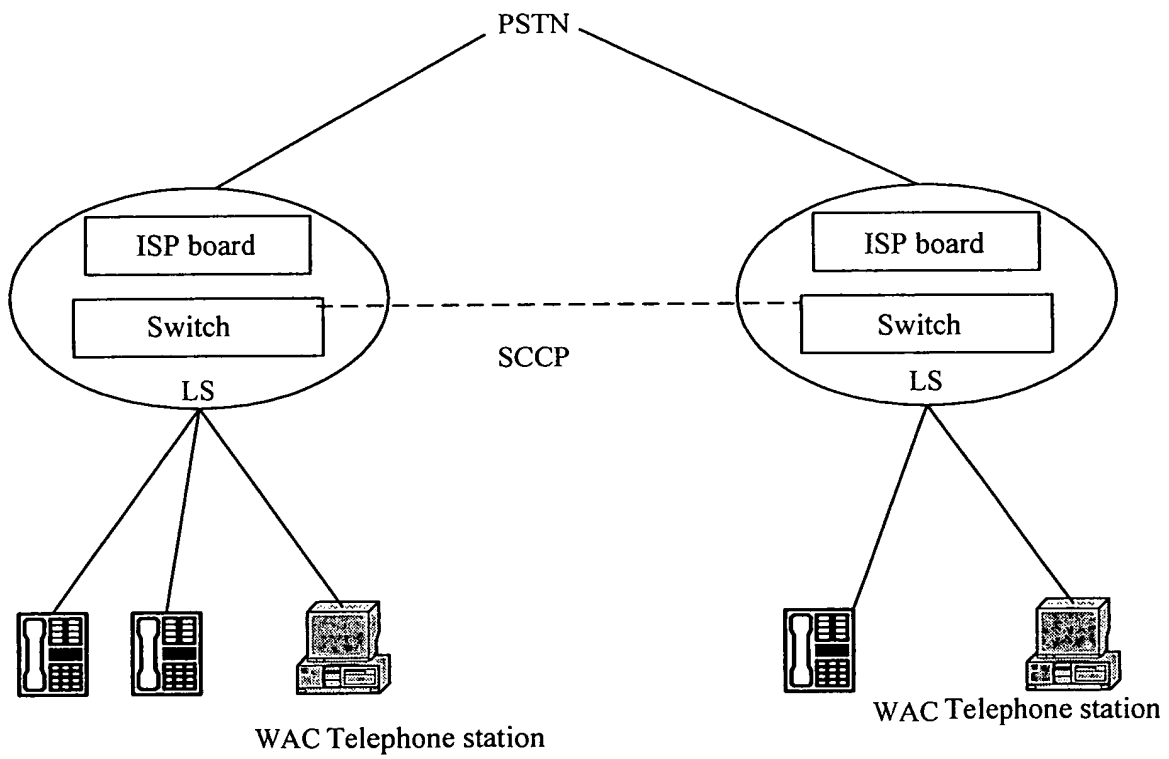 PSTN
ISP board
ISP board
Switch
Switch
SCCP
LS
LS
WAC Telephone station
WAC Telephone station